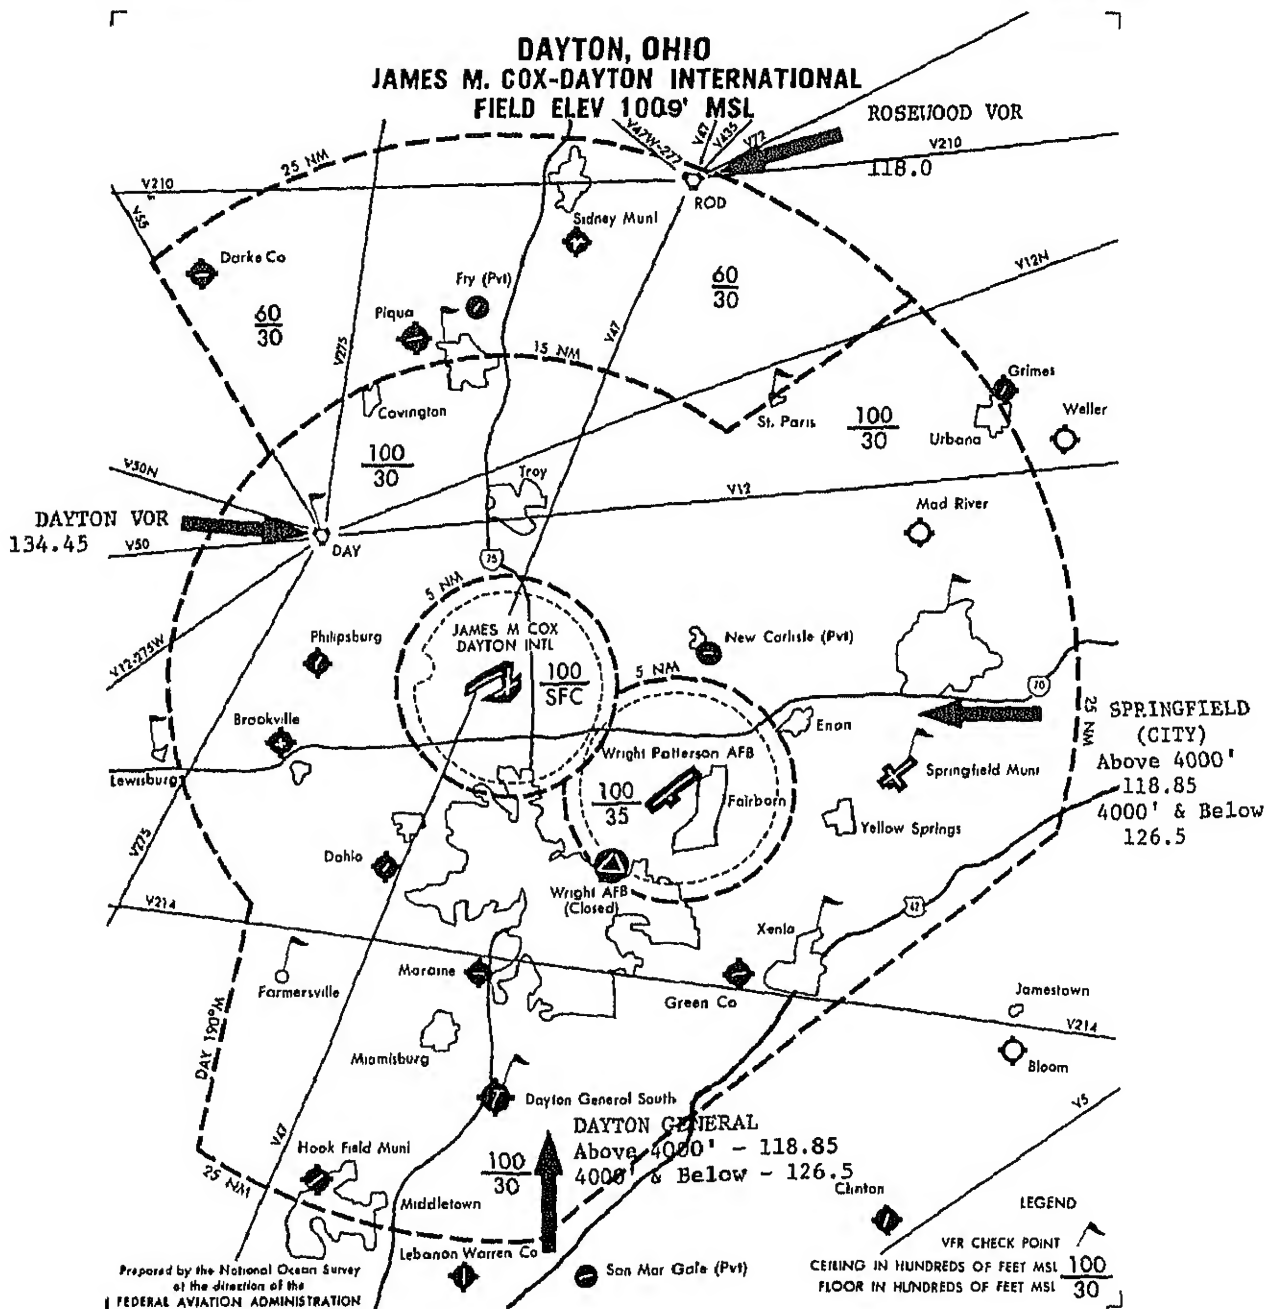 DAYTON, OHIO
JAMES M. COX-DAYTON INTERNATIONAL
FIELD ELEV 1009' MSL
ROSEWOOD VOR
118.0
V47W-277
V47
V435
V72
V210
25 NM
V210
V55
ROD
Sidney Muni
Darke Co
V12N
60
30
Fry (Pvt)
60
30
Piqua
V275
V47
15 NM
Grimes
Covington
St. Paris
100
30
Weller
Urbana
100
30
V50N
Troy
V12
Mad River
DAYTON VOR
134.45
V50
DAY
75
5 NM
V12-275W
Philipsburg
JAMES M COX
DAYTON INTL
New Carlisle (Pvt)
100
SFC
5 NM
70
Brookville
Enon
25 NM
SPRINGFIELD
(CITY)
Above 4000'
118.85
4000' & Below
126.5
Lewisburg
Wright Patterson AFB
Springfield Muni
100
35
Fairborn
Yellow Springs
V275
Dahio
Wright AFB
(Closed)
V214
42
Xenia
Moraine
Farmersville
Green Co
Jamestown
V214
DAY 190°M
Miamisburg
Bloom
Dayton General South
V5
DAYTON GENERAL
Above 4000' - 118.85
4000' & Below - 126.5
V47
Hook Field Muni
100
30
25 NM
Middletown
Clinton
LEGEND
Lebanon Warren Co
VFR CHECK POINT
San Mar Gale (Pvt)
CEILING IN HUNDREDS OF FEET MSL 100
FLOOR IN HUNDREDS OF FEET MSL 30
Prepared by the National Ocean Survey
at the direction of the
FEDERAL AVIATION ADMINISTRATION